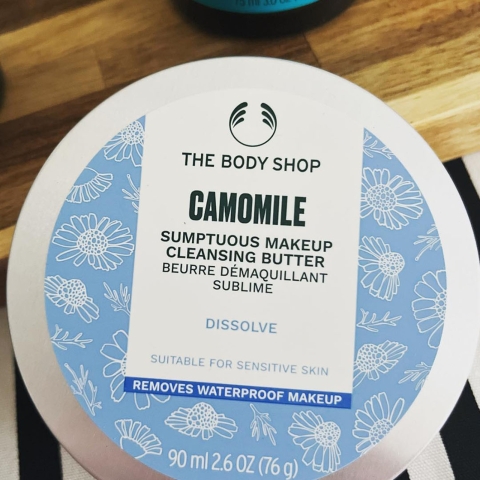 THE BODY SHOP
CAMOMILE
SUMPTUOUS MAKEUP
CLEANSING BUTTER
BEURRE DÉMAQUILLANT
SUBLIME
DISSOLVE
SUITABLE FOR SENSITIVE SKIN
REMOVES WATERPROOF MAKEUP
90 ml 2.6 OZ (76 g)